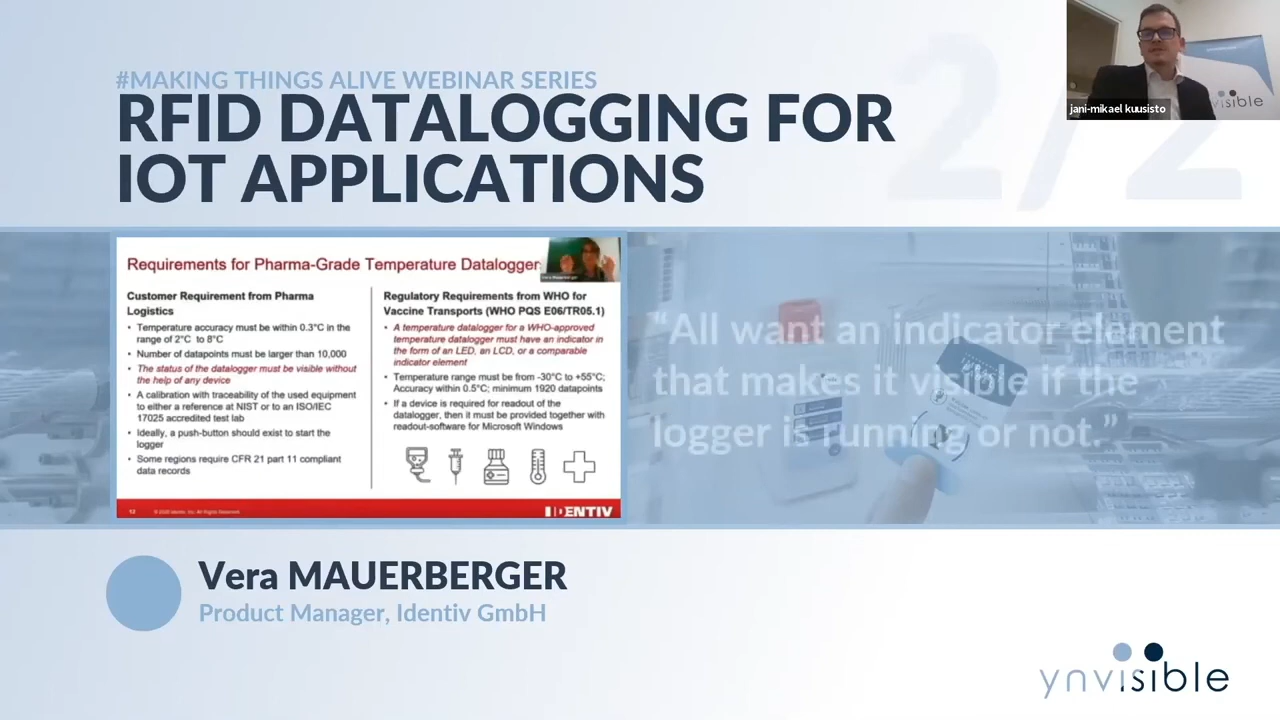 #MAKING THINGS ALIVE WEBINAR SERIES
RFID DATALOGGING FOR
IOT APPLICATIONS
2/2
jani-mikael kuusisto
Requirements for Pharma-Grade Temperature Datalogger
Customer Requirement from Pharma
Logistics
• Temperature accuracy must be within 0.3°C in the
range of 2°C to 8°C
• Number of datapoints must be larger than 10,000
• The status of the datalogger must be visible without
the help of any device
• A calibration with traceability of the used equipment
to either a reference at NIST or to an ISO/IEC
17025 accredited test lab
• Ideally, a push-button should exist to start the
logger
• Some regions require CFR 21 part 11 compliant
data records
Regulatory Requirements from WHO for
Vaccine Transports (WHO PQS E06/TR05.1)
• A temperature datalogger for a WHO-approved
temperature datalogger must have an indicator in
the form of an LED, an LCD, or a comparable
indicator element
• Temperature range must be from -30°C to +55°C;
Accuracy within 0.5°C; minimum 1920 datapoints
• If a device is required for readout of the
datalogger, then it must be provided together with
readout-software for Microsoft Windows
12
IDENTIV
“All want an indicator element
that makes it visible if the
logger is running or not.”
Vera MAUERBERGER
Product Manager, Identiv GmbH
ynvisible